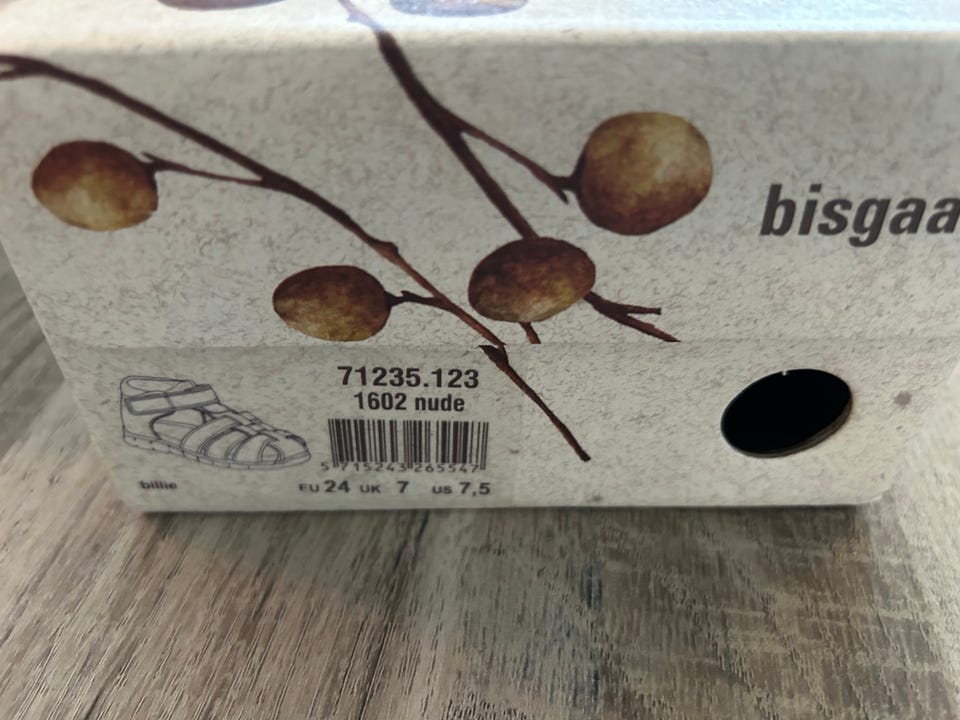 bisgaa
71235.123
1602 nude
5 715243 265547
billie
EU 24 UK 7 US 7,5